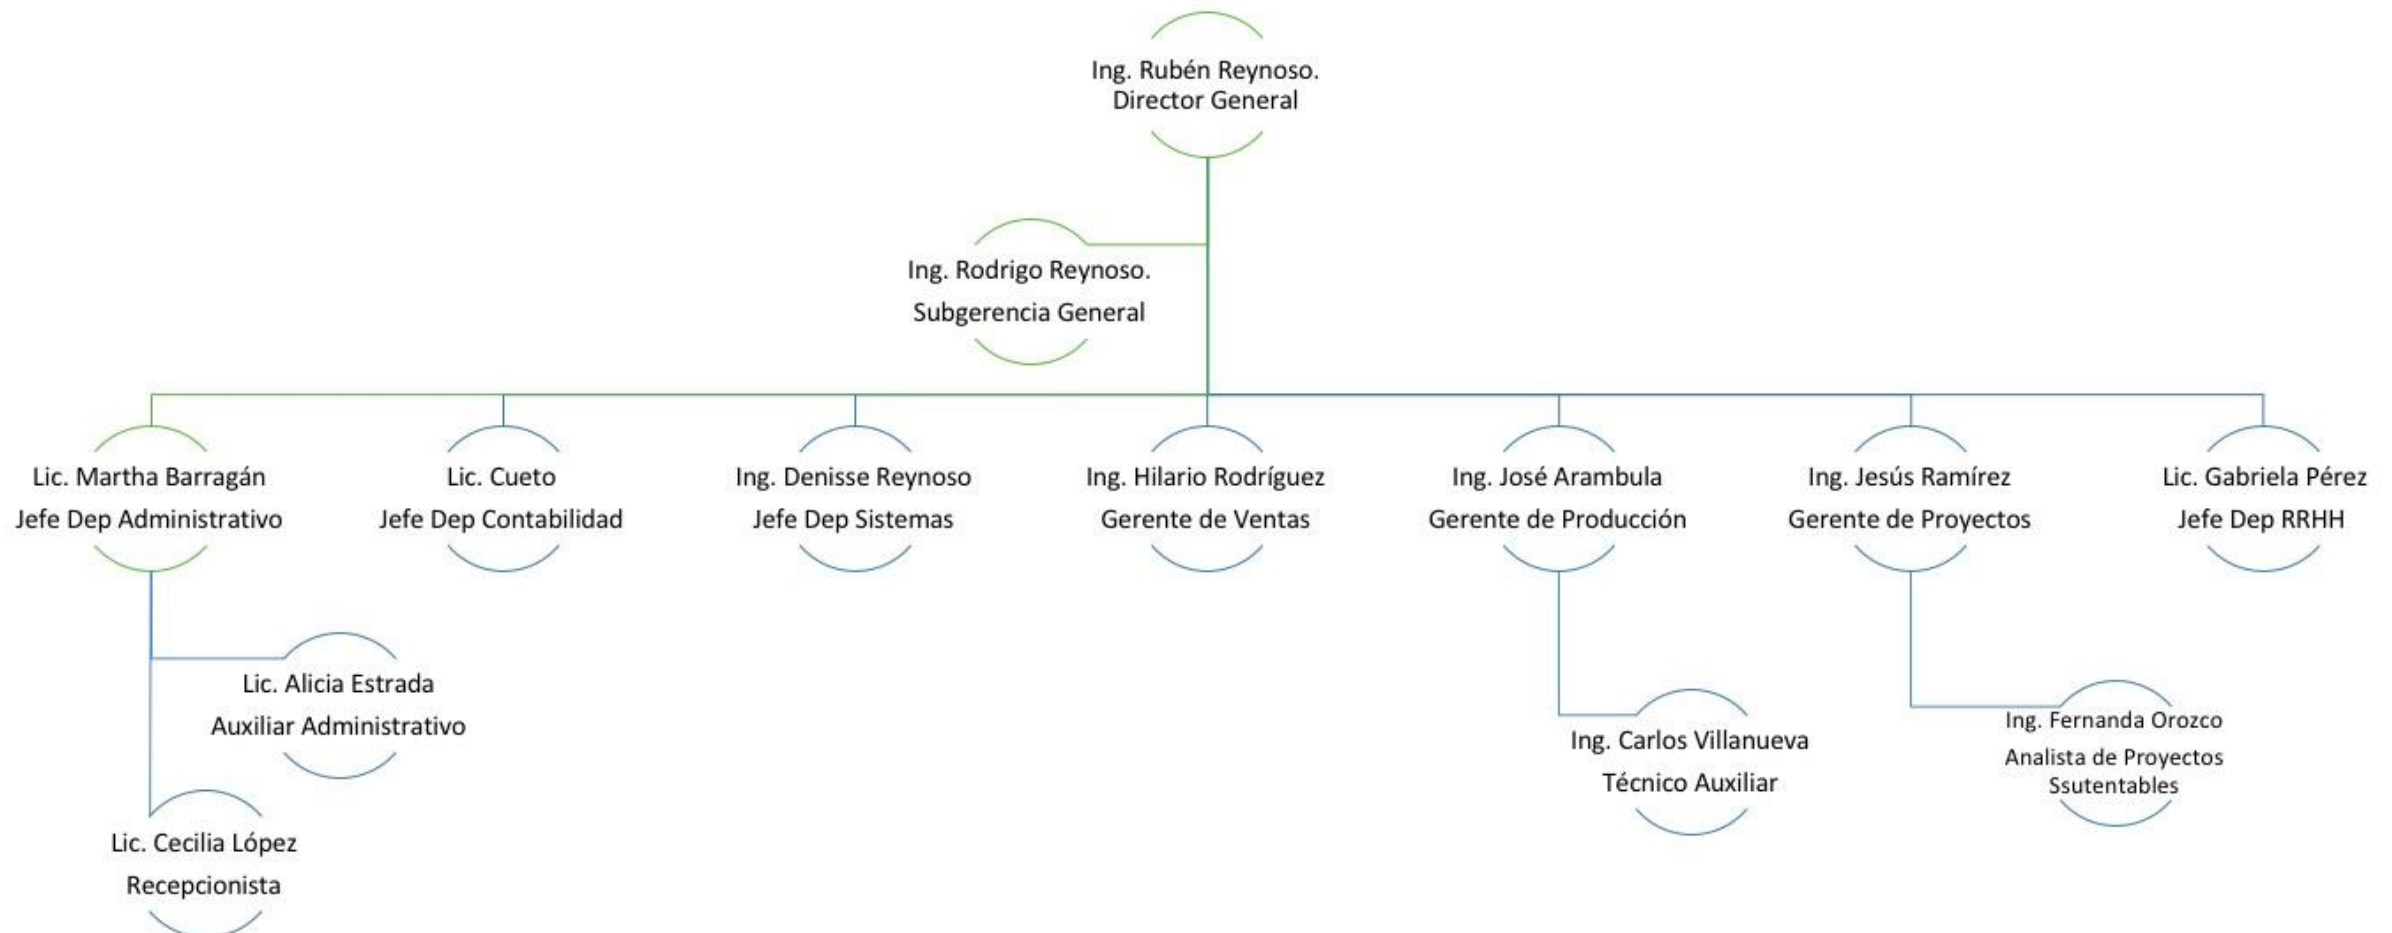 Ing. Rubén Reynoso.
Director General
Ing. Rodrigo Reynoso.
Subgerencia General
Lic. Martha Barragán
Jefe Dep Administrativo
Lic. Cueto
Jefe Dep Contabilidad
Ing. Denisse Reynoso
Jefe Dep Sistemas
Ing. Hilario Rodríguez
Gerente de Ventas
Ing. José Arambula
Gerente de Producción
Ing. Jesús Ramírez
Gerente de Proyectos
Lic. Gabriela Pérez
Jefe Dep RRHH
Lic. Alicia Estrada
Auxiliar Administrativo
Lic. Cecilia López
Recepcionista
Ing. Carlos Villanueva
Técnico Auxiliar
Ing. Fernanda Orozco
Analista de Proyectos
Ssutentables